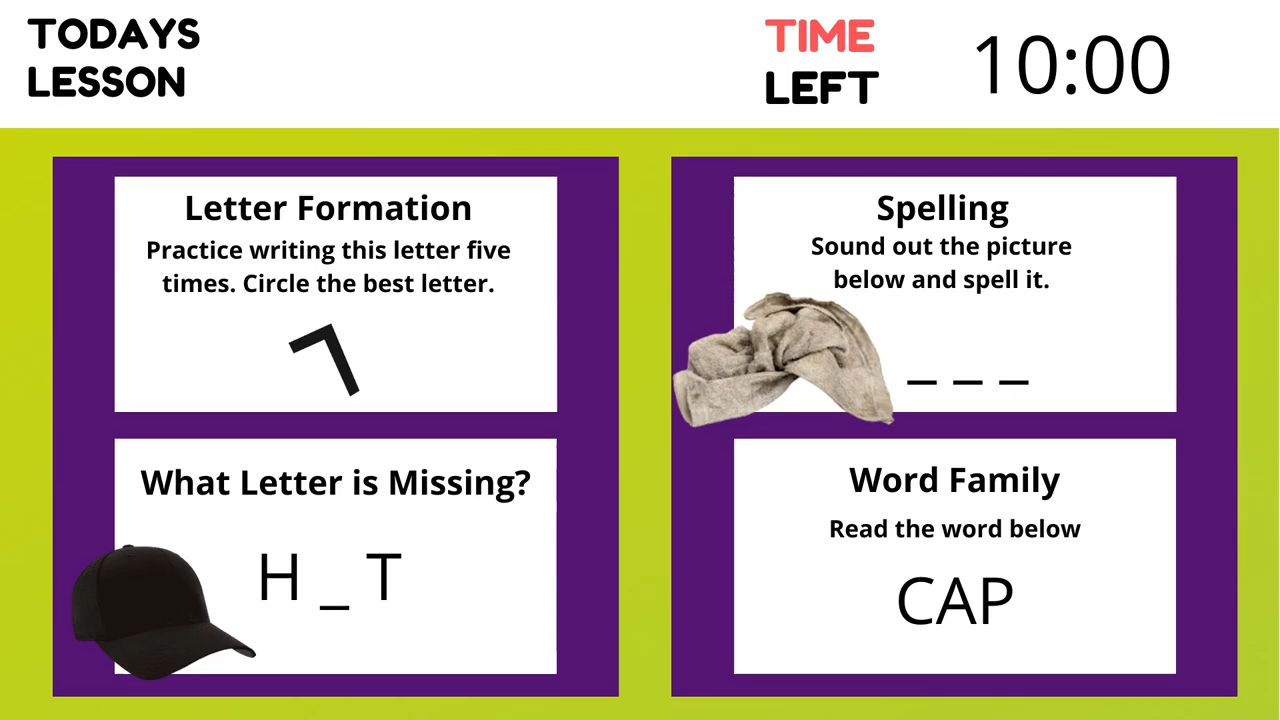 TODAYS
LESSON
TIME
LEFT
10:00
Letter Formation
Practice writing this letter five
times. Circle the best letter.
Spelling
Sound out the picture
below and spell it.
_ _ _
What Letter is Missing?
H _ T
Word Family
Read the word below
CAP